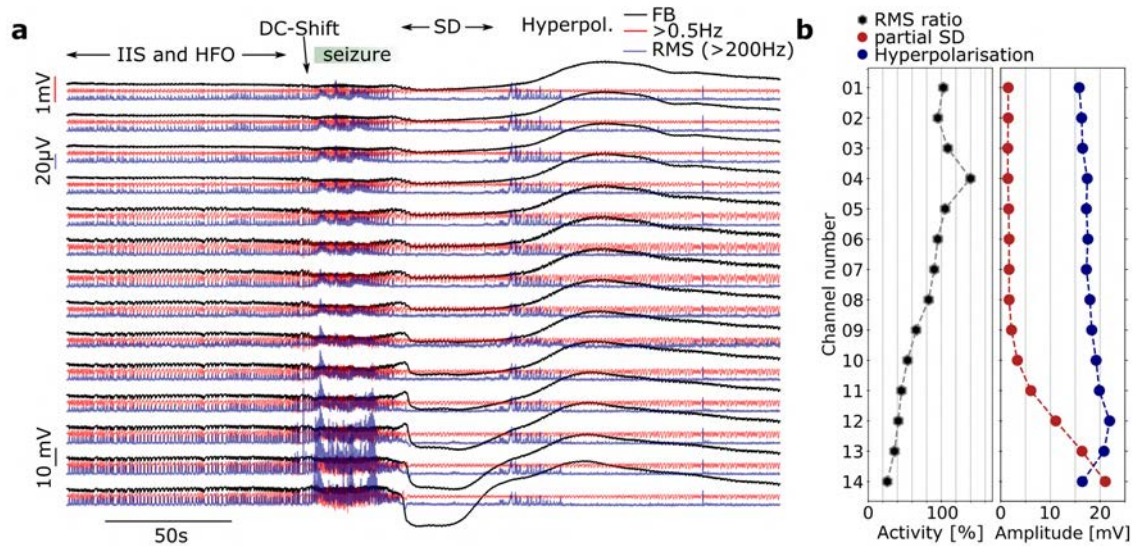 a
DC-Shift
SD
Hyperpol.
FB
>0.5Hz
RMS (>200Hz)
IIS and HFO
seizure
1mV
20µV
10 mV
50s
b
RMS ratio
partial SD
Hyperpolarisation
Channel number
01
02
03
04
05
06
07
08
09
10
11
12
13
14
0 100
Activity [%]
0 10 20
Amplitude [mV]